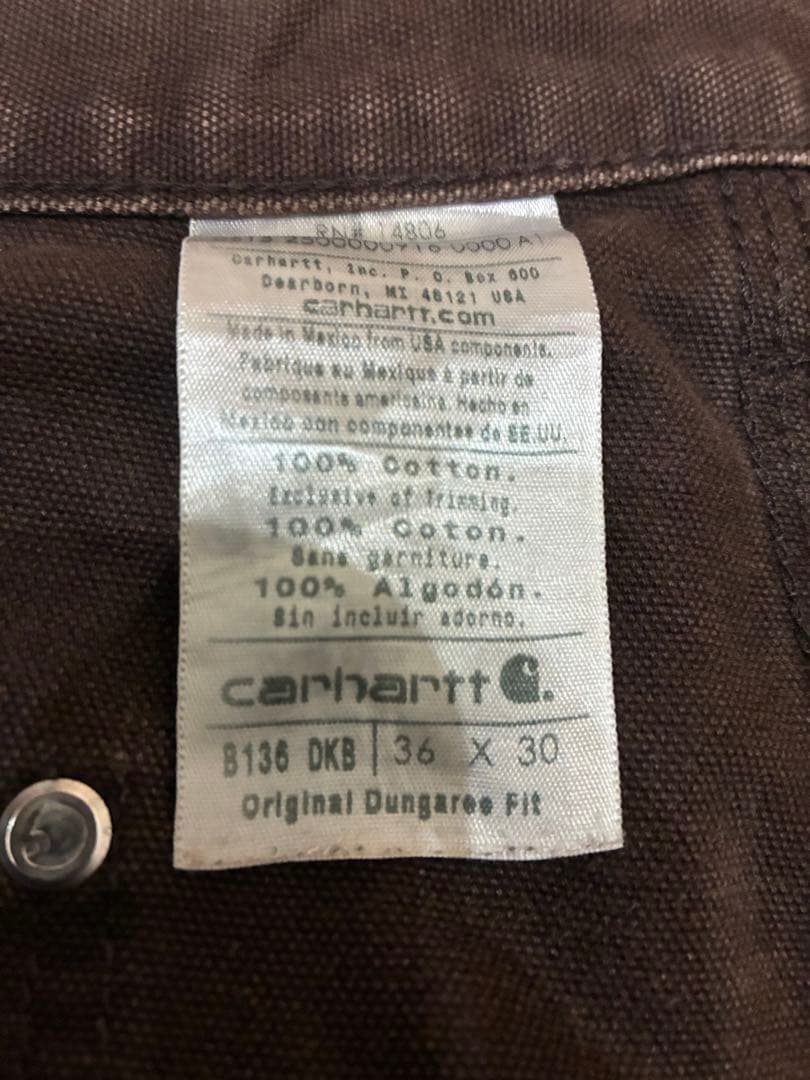 RN# 14806
Carhartt, Inc. P. O. Box 600
Dearborn, MI 48121 USA
carhartt.com
Made in Mexico from USA components.
Fabriqué au Mexique à partir de
composants américains. Hecho en
Mexico con componentes de EE.UU.
100% Cotton.
Exclusive of Trimming.
100% Coton.
Sans garniture.
100% Algodón.
Sin incluir adorno.
carhartt
B136 DKB | 36 X 30
Original Dungaree Fit